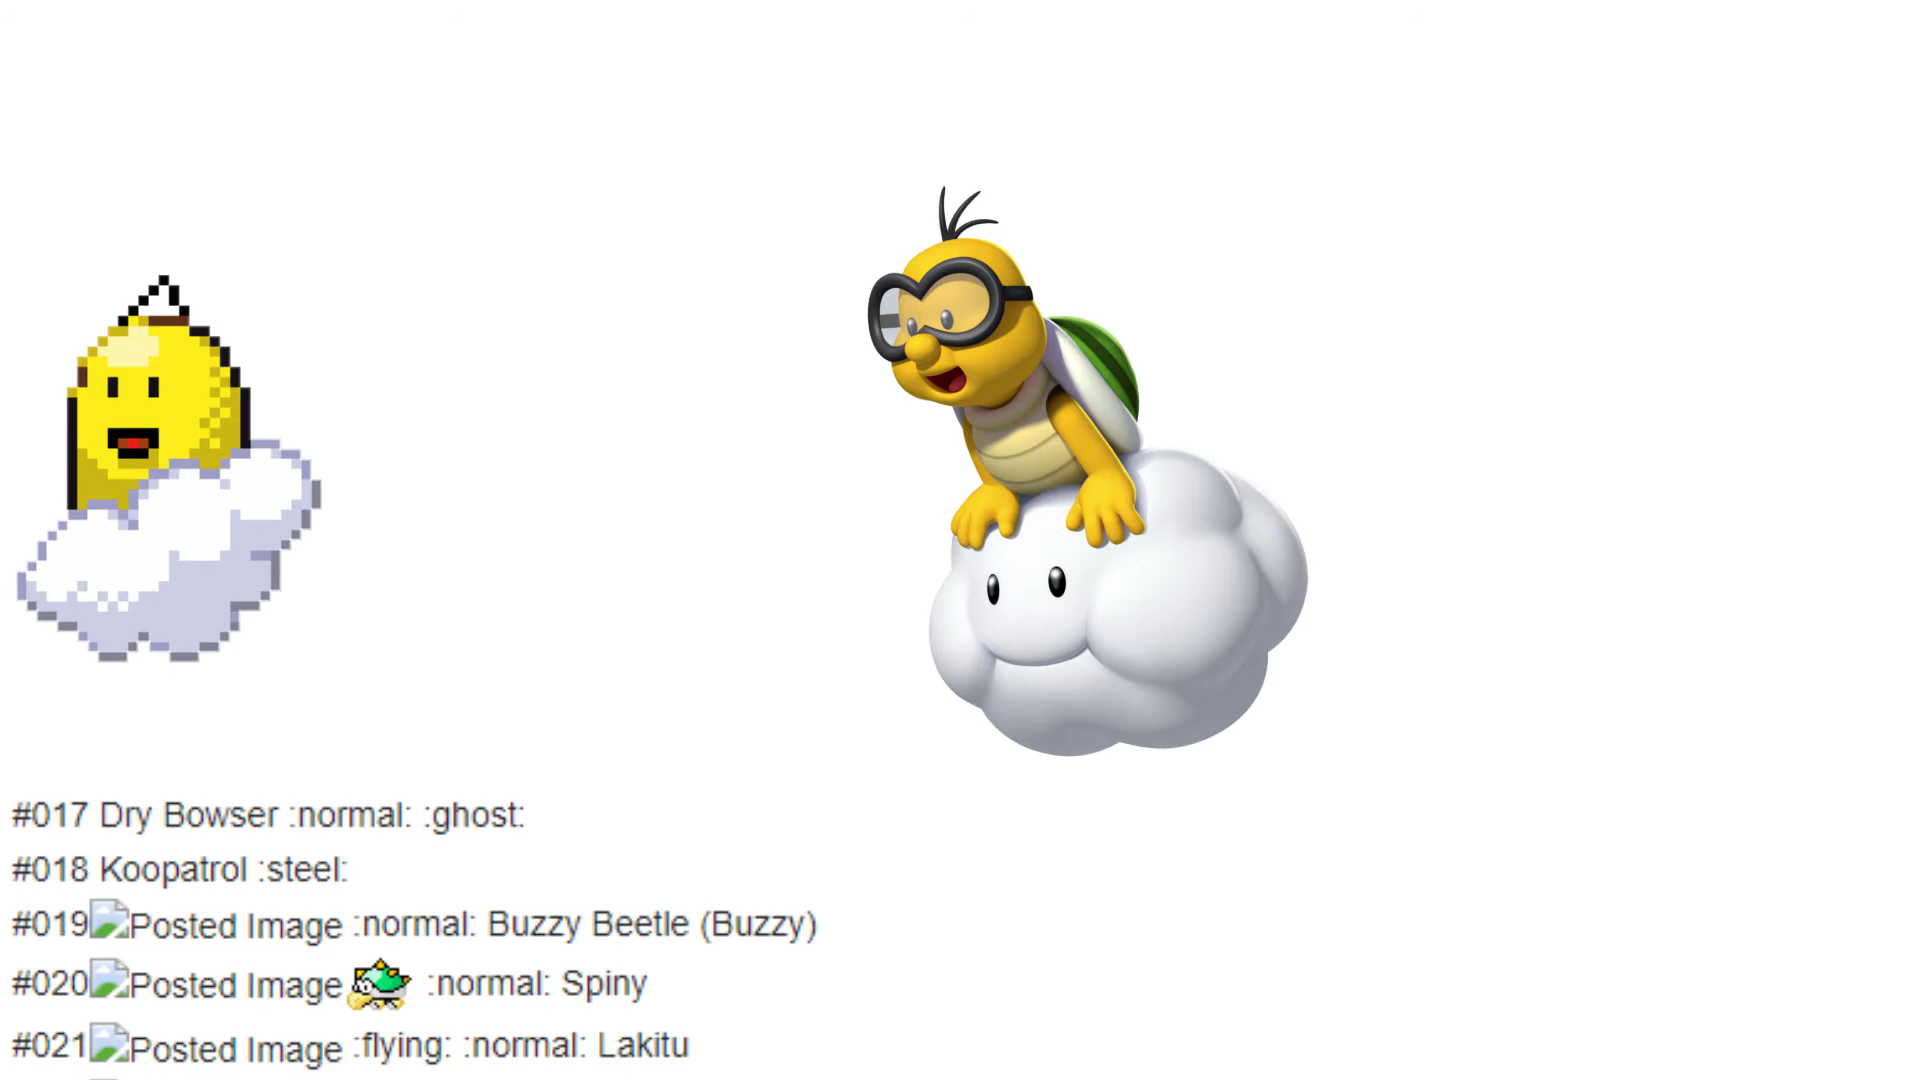 #017 Dry Bowser :normal: :ghost:
#018 Koopatrol :steel:
#019 Posted Image :normal: Buzzy Beetle (Buzzy)
#020 Posted Image :normal: Spiny
#021 Posted Image :flying: :normal: Lakitu